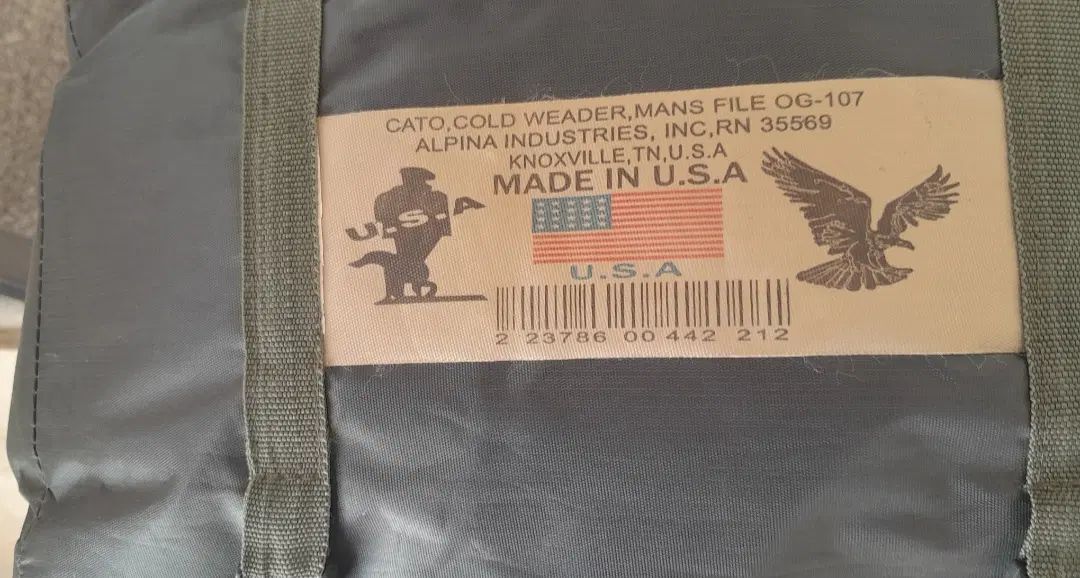 CATO,COLD WEADER,MANS FILE OG-107
ALPINA INDUSTRIES, INC,RN 35569
KNOXVILLE,TN,U.S.A
MADE IN U.S.A
U.S.A
U.S.A
2 23786 00 442 212